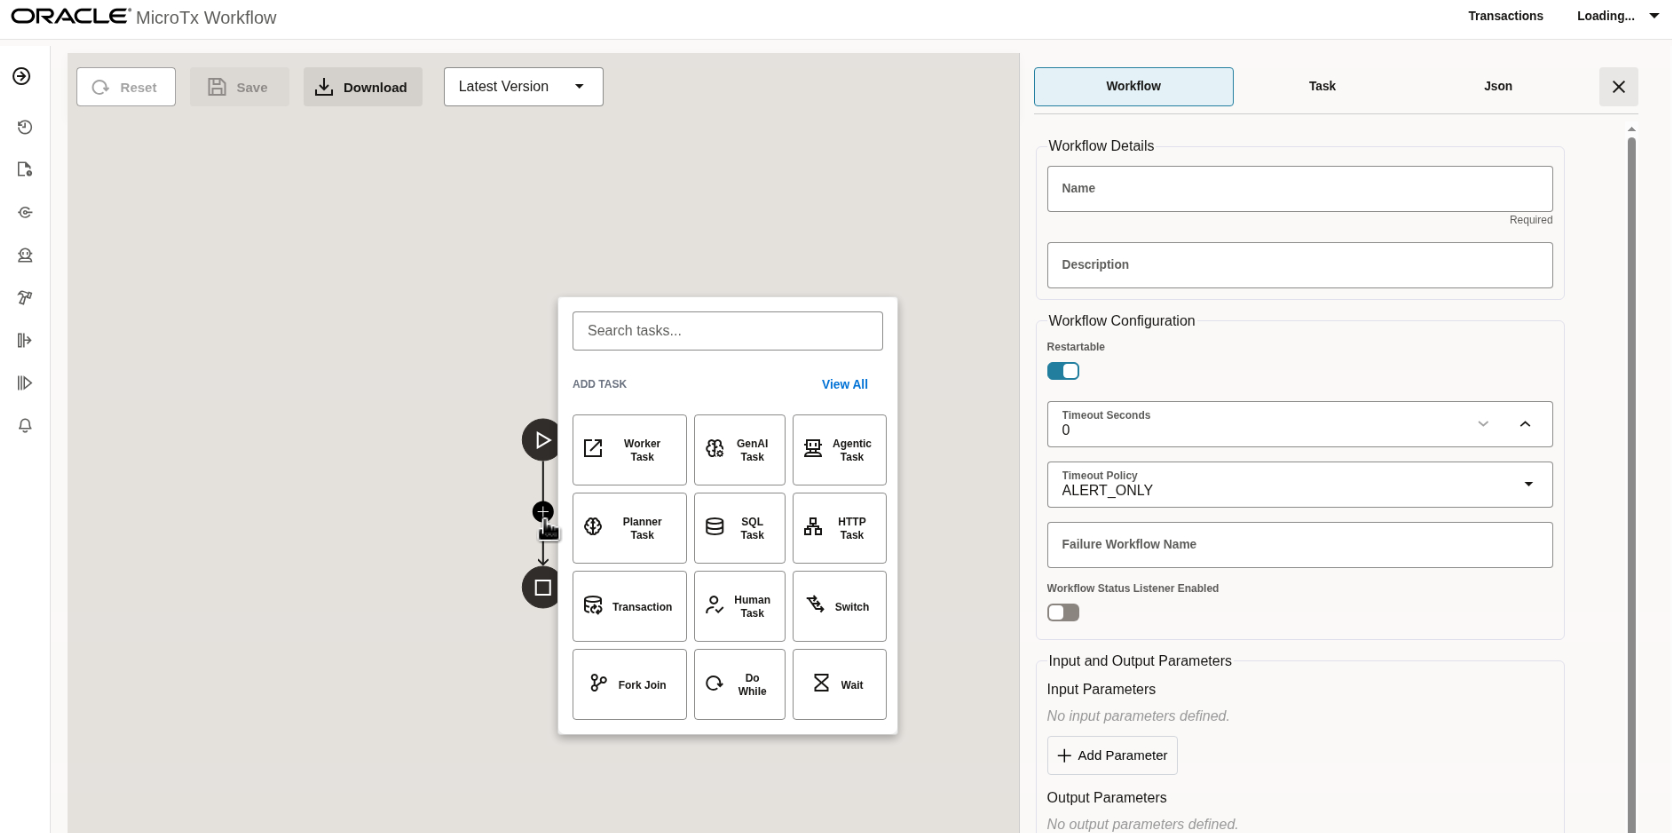 ORACLE® MicroTx Workflow
Transactions
Loading...
Reset
Save
Download
Latest Version
Workflow
Task
Json
Workflow Details
Name
Required
Description
Workflow Configuration
Restartable
Timeout Seconds
0
Timeout Policy
ALERT_ONLY
Failure Workflow Name
Workflow Status Listener Enabled
Input and Output Parameters
Input Parameters
No input parameters defined.
Add Parameter
Output Parameters
No output parameters defined.
Search tasks...
ADD TASK
View All
Worker
Task
GenAI
Task
Agentic
Task
Planner
Task
SQL
Task
HTTP
Task
Transaction
Human
Task
Switch
Fork Join
Do
While
Wait